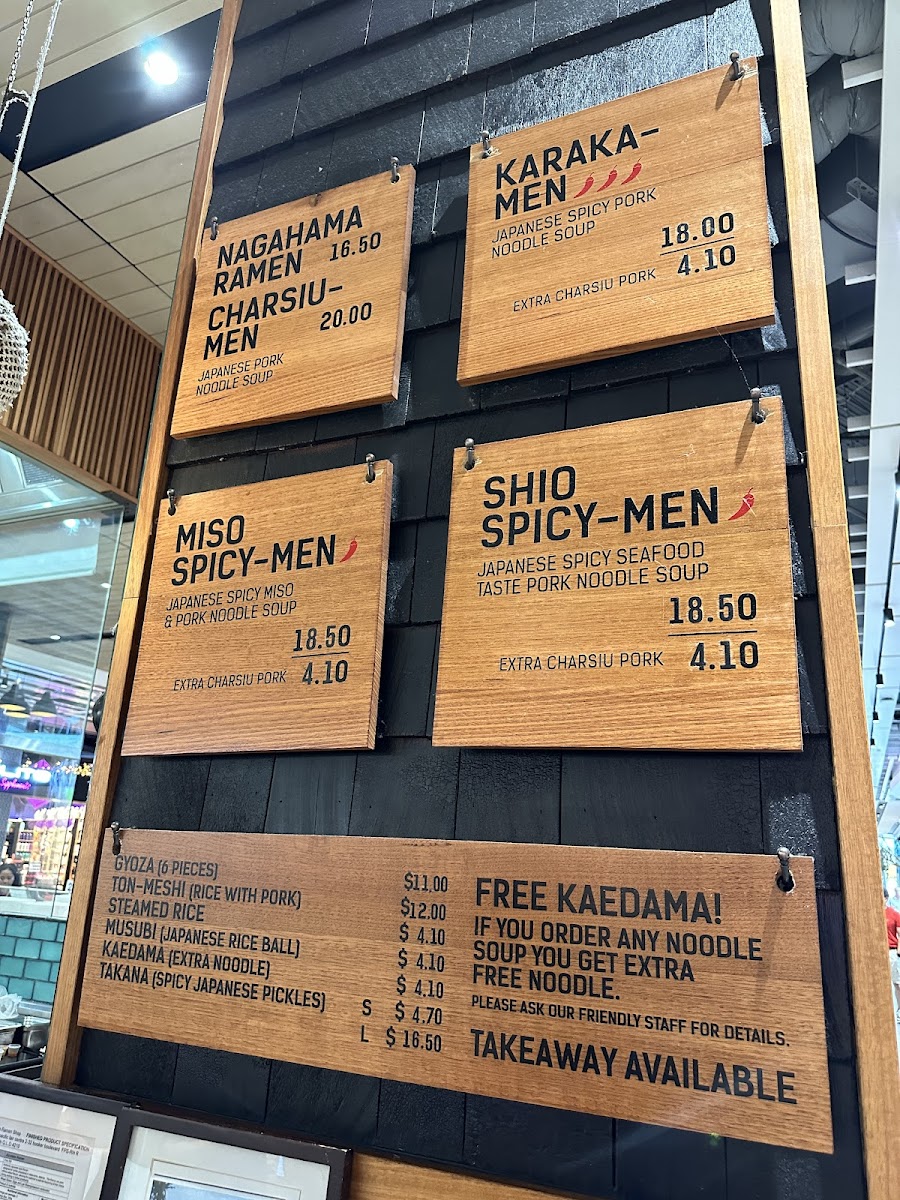 NAGAHAMA
RAMEN 16.50
CHARSIU-
MEN 20.00
JAPANESE PORK
NOODLE SOUP
KARAKA-
MEN
JAPANESE SPICY PORK
NOODLE SOUP
18.00
EXTRA CHARSIU PORK 4.10
MISO
SPICY-MEN
JAPANESE SPICY MISO
& PORK NOODLE SOUP
18.50
EXTRA CHARSIU PORK 4.10
SHIO
SPICY-MEN
JAPANESE SPICY SEAFOOD
TASTE PORK NOODLE SOUP
18.50
EXTRA CHARSIU PORK 4.10
GYOZA (6 PIECES) $11.00
TON-MESHI (RICE WITH PORK) $12.00
STEAMED RICE $ 4.10
MUSUBI (JAPANESE RICE BALL) $ 4.10
KAEDAMA (EXTRA NOODLE) $ 4.10
TAKANA (SPICY JAPANESE PICKLES) S $ 4.70
L $ 16.50
FREE KAEDAMA!
IF YOU ORDER ANY NOODLE
SOUP YOU GET EXTRA
FREE NOODLE.
PLEASE ASK OUR FRIENDLY STAFF FOR DETAILS.
TAKEAWAY AVAILABLE
FINISHED PRODUCT SPECIFICATION